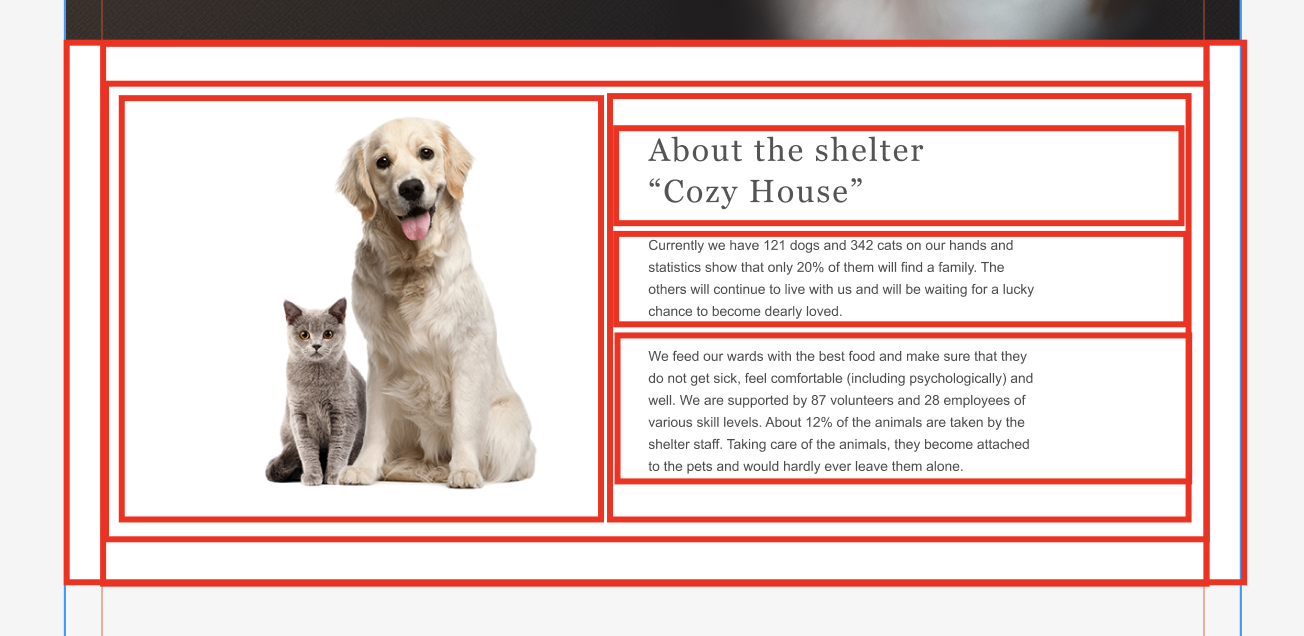 About the shelter
“Cozy House”
Currently we have 121 dogs and 342 cats on our hands and
statistics show that only 20% of them will find a family. The
others will continue to live with us and will be waiting for a lucky
chance to become dearly loved.
We feed our wards with the best food and make sure that they
do not get sick, feel comfortable (including psychologically) and
well. We are supported by 87 volunteers and 28 employees of
various skill levels. About 12% of the animals are taken by the
shelter staff. Taking care of the animals, they become attached
to the pets and would hardly ever leave them alone.